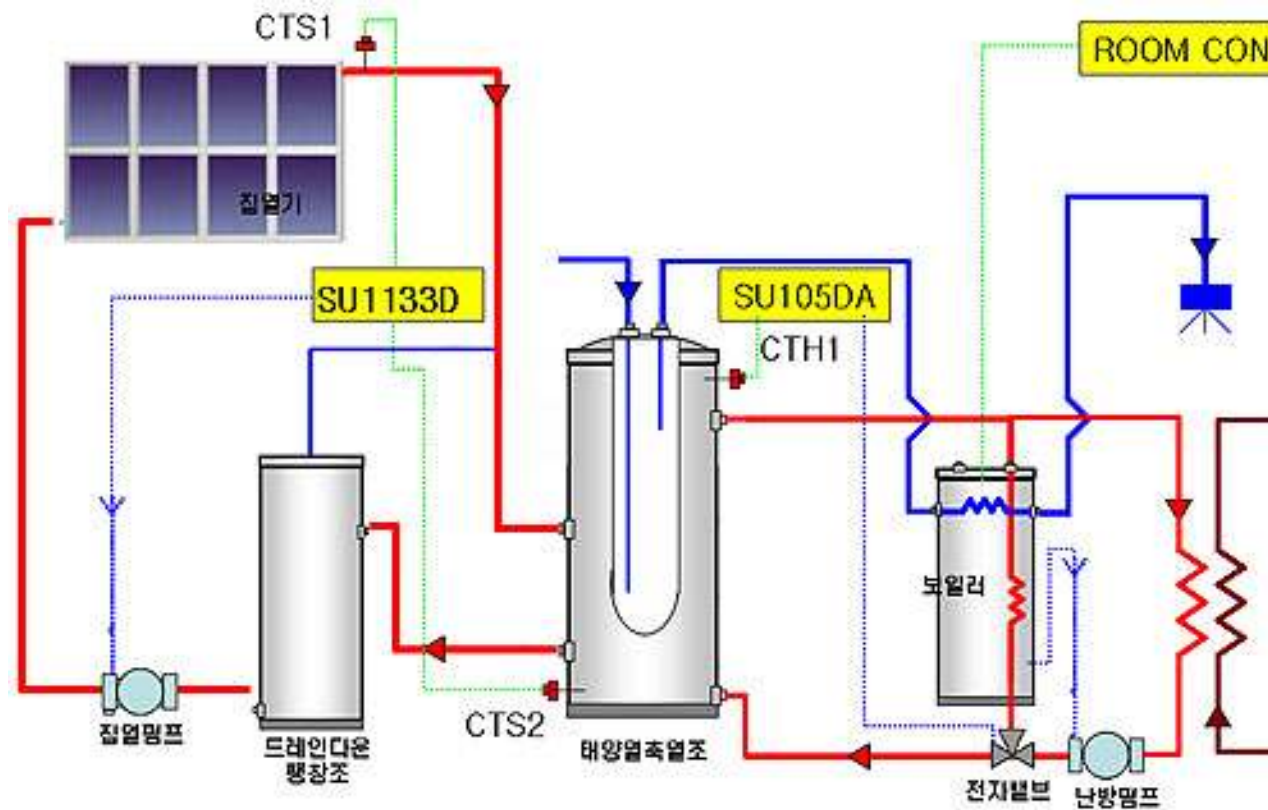 CTS1
ROOM CON
집열기
SU1133D
SU105DA
CTH1
보일러
CTS2
집열펌프
드레인다운
팽창조
태양열축열조
전자밸브
난방펌프